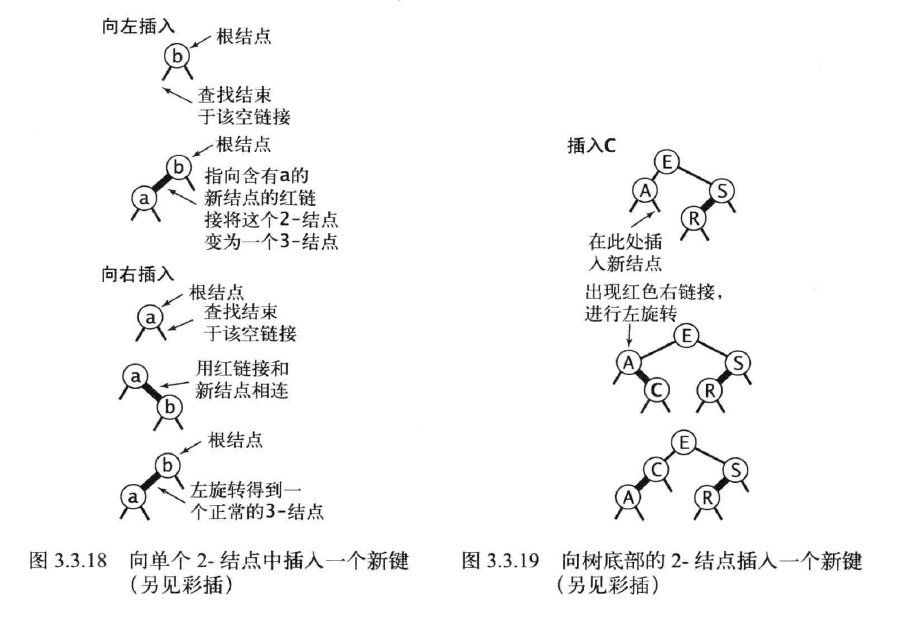 向左插入
根结点
b
查找结束
于该空链接
根结点
b
a
指向含有a的
新结点的红链
接将这个2-结点
变为一个3-结点
向右插入
根结点
a
查找结束
于该空链接
a
用红链接和
新结点相连
b
根结点
b
a
左旋转得到一
个正常的3-结点
图 3.3.18 向单个 2- 结点中插入一个新键
（另见彩插）
插入C
E
A
S
R
在此处插
入新结点
出现红色右链接，
进行左旋转
E
A
S
C
R
E
C
S
A
R
图 3.3.19 向树底部的 2- 结点插入一个新键
（另见彩插）